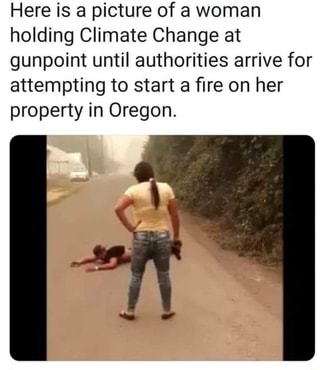 Here is a picture of a woman
holding Climate Change at
gunpoint until authorities arrive for
attempting to start a fire on her
property in Oregon.